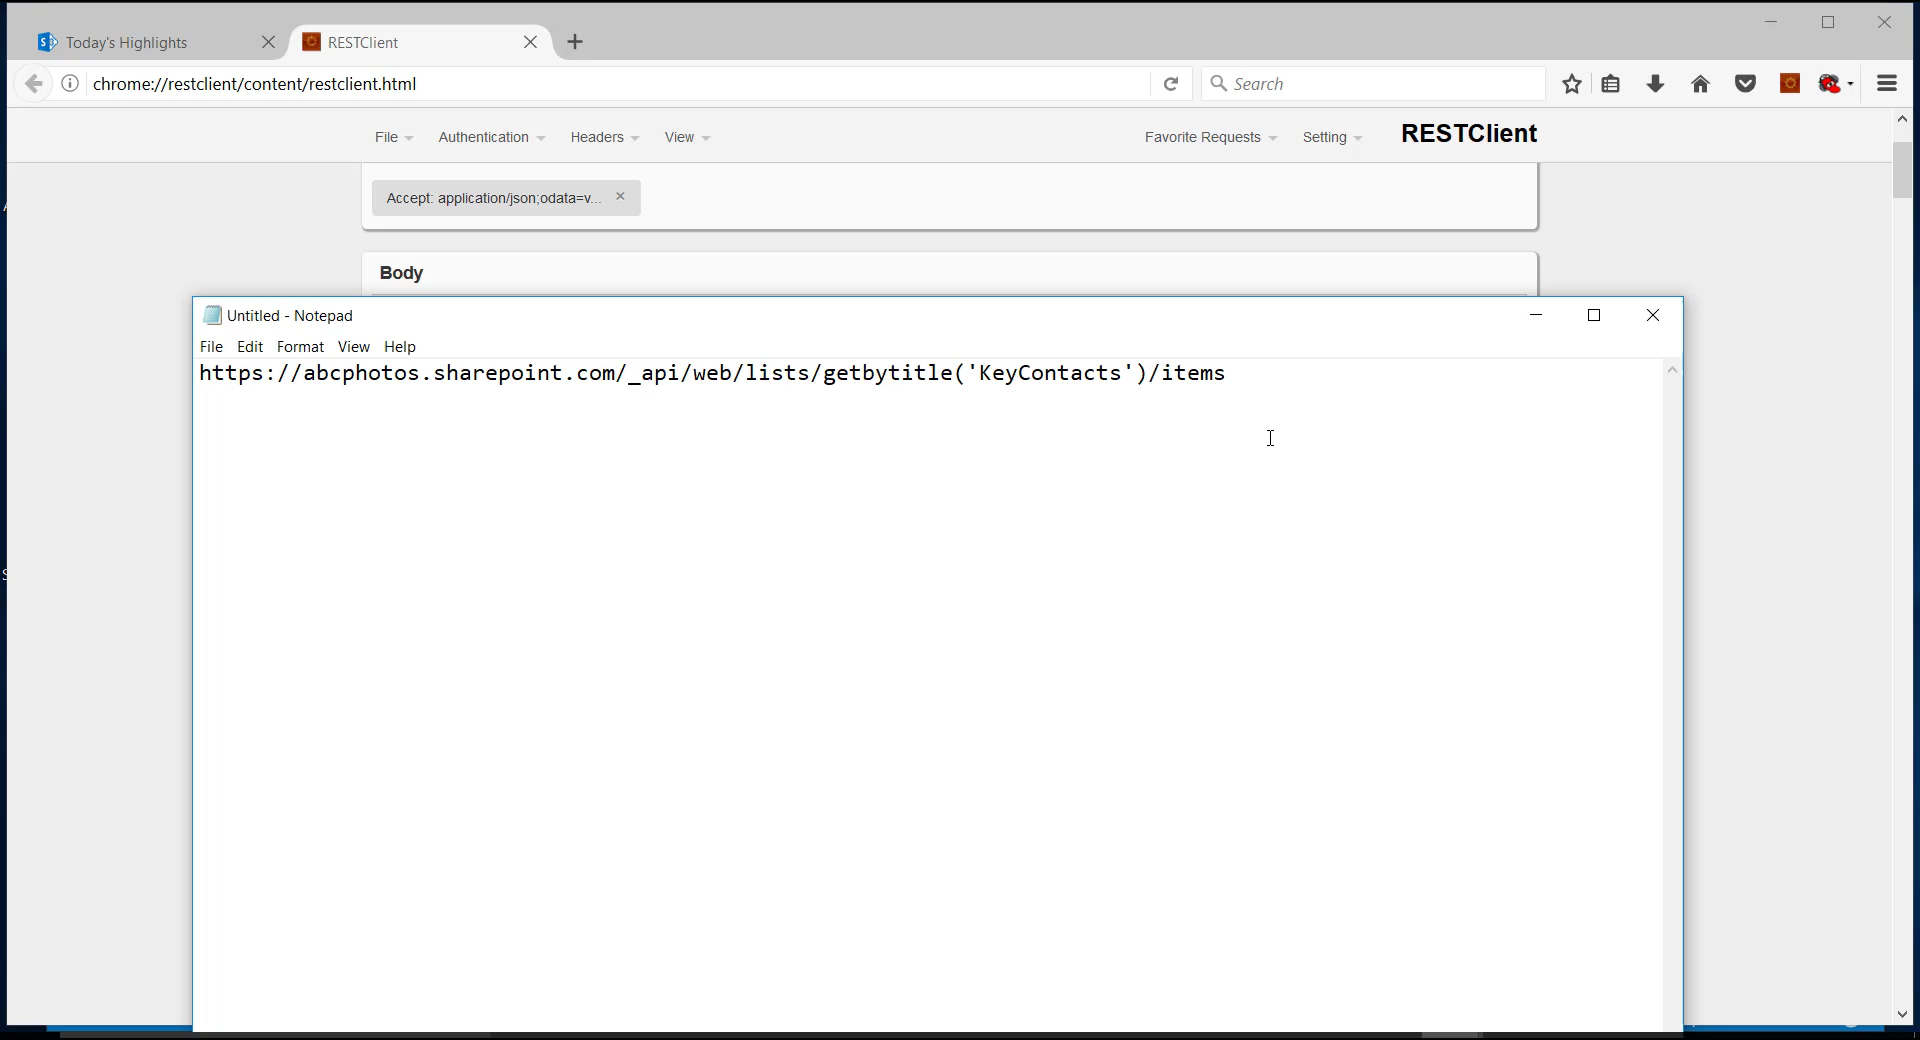 Today's Highlights
RESTClient
chrome://restclient/content/restclient.html
Search
File Authentication Headers View Favorite Requests Setting RESTClient
Accept: application/json;odata=v...
Body
Untitled - Notepad
File Edit Format View Help
https://abcphotos.sharepoint.com/_api/web/lists/getbytitle('KeyContacts')/items